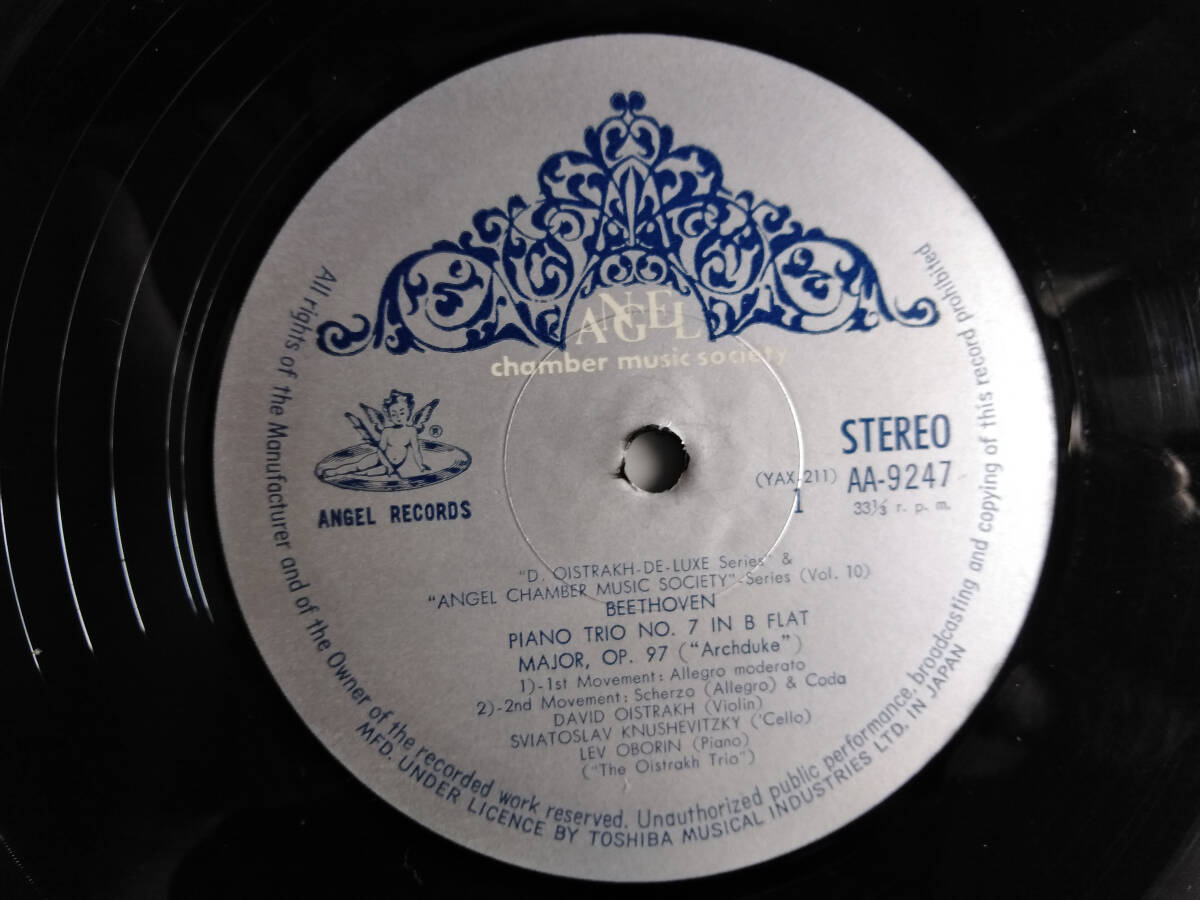 ANGEL
chamber music society
®
ANGEL RECORDS
STEREO
(YAX-211) AA-9247
1
33⅓ r. p. m.
"D. OISTRAKH-DE-LUXE Series" &
"ANGEL CHAMBER MUSIC SOCIETY"-Series (Vol. 10)
BEETHOVEN
PIANO TRIO NO. 7 IN B FLAT
MAJOR, OP. 97 ("Archduke")
1)-1st Movement: Allegro moderato
2)-2nd Movement: Scherzo (Allegro) & Coda
DAVID OISTRAKH (Violin)
SVIATOSLAV KNUSHEVITZKY ('Cello)
LEV OBORIN (Piano)
("The Oistrakh Trio")
All rights of the Manufacturer and of the Owner of the recorded work reserved. Unauthorized public performance, broadcasting and copying of this record prohibited
MFD. UNDER LICENCE BY TOSHIBA MUSICAL INDUSTRIES LTD. IN JAPAN